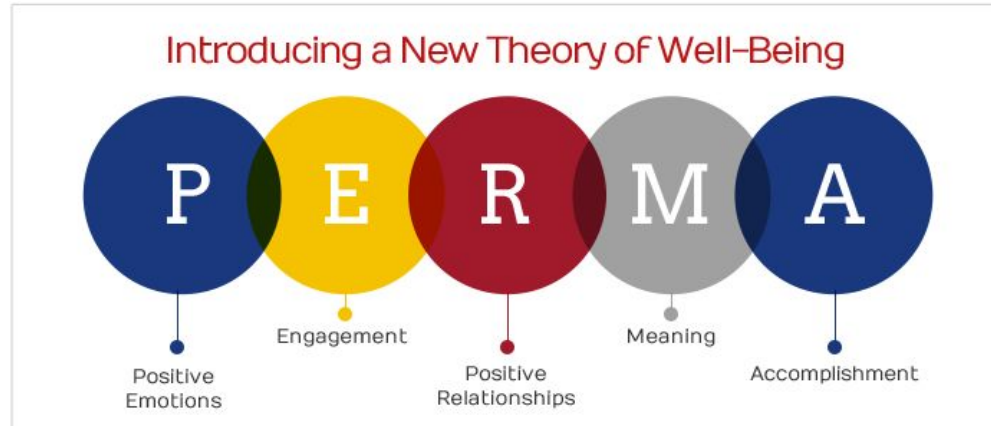 Introducing a New Theory of Well-Being
P E R M A
Positive
Emotions
Engagement
Positive
Relationships
Meaning
Accomplishment